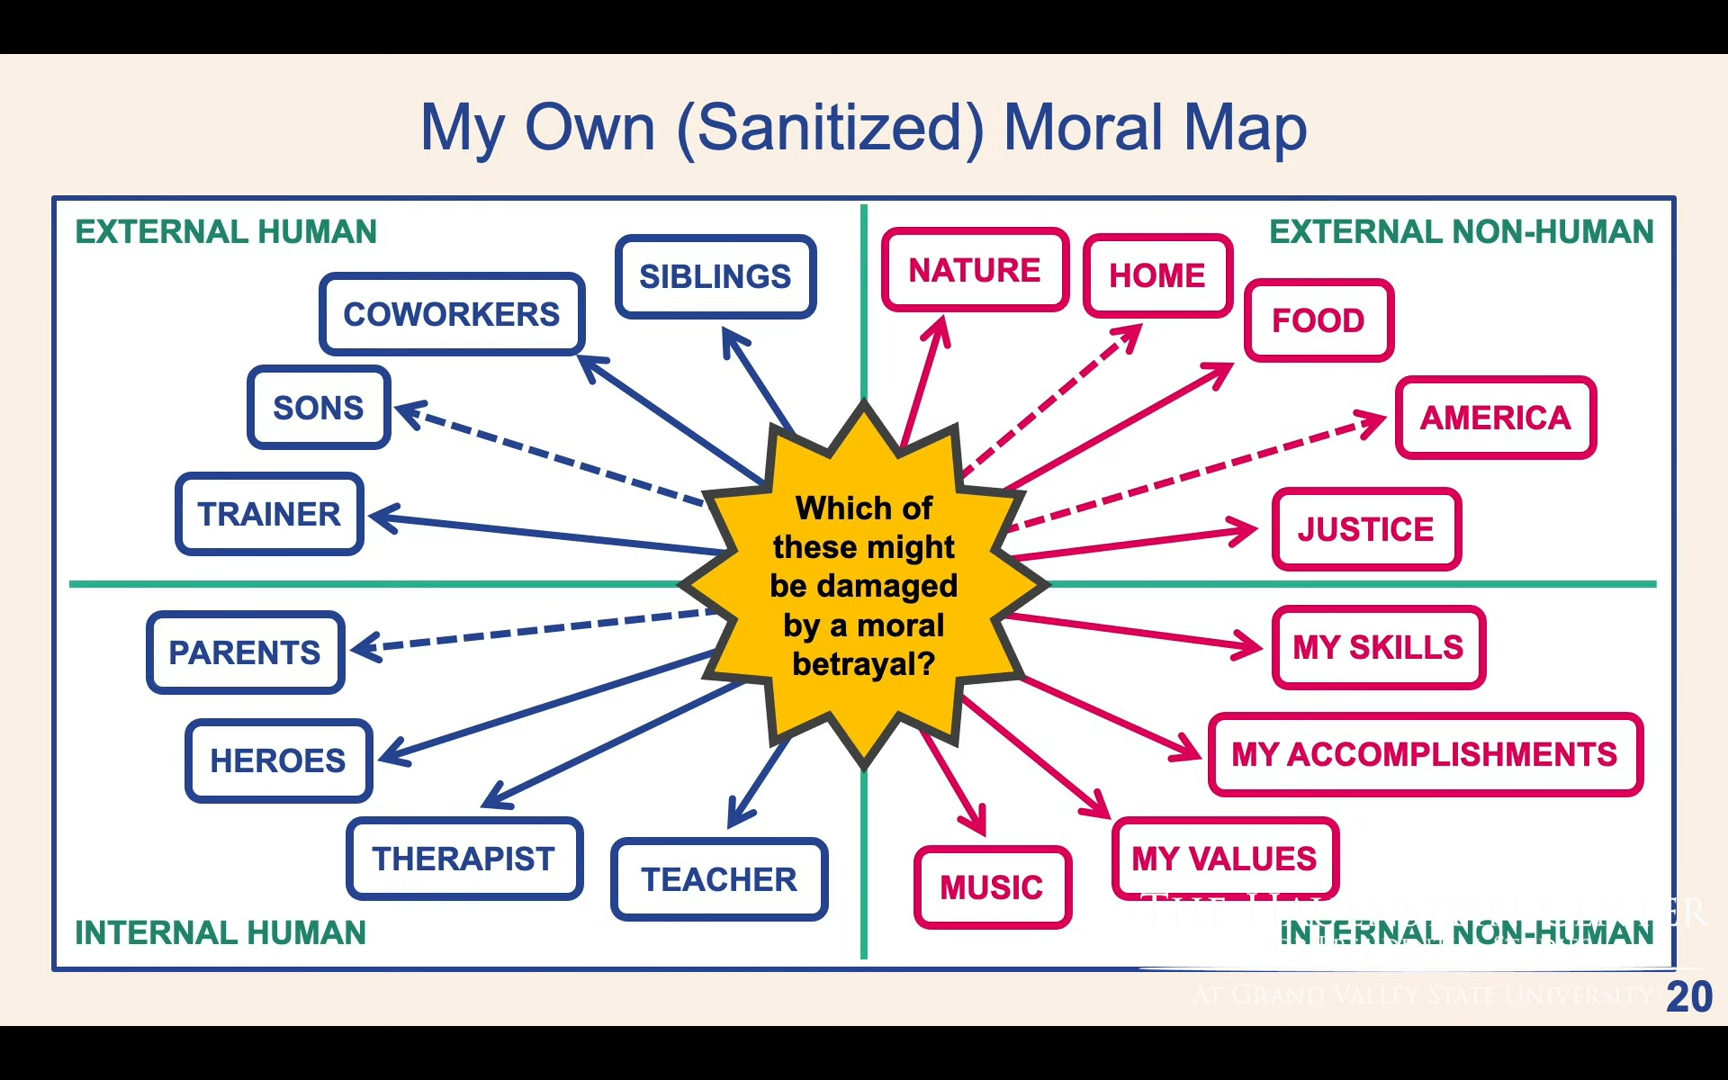 My Own (Sanitized) Moral Map
EXTERNAL HUMAN
EXTERNAL NON-HUMAN
SIBLINGS
NATURE
HOME
COWORKERS
FOOD
SONS
AMERICA
TRAINER
JUSTICE
Which of
these might
be damaged
by a moral
betrayal?
PARENTS
MY SKILLS
HEROES
MY ACCOMPLISHMENTS
THERAPIST
MY VALUES
TEACHER
MUSIC
INTERNAL HUMAN
INTERNAL NON-HUMAN
AT GRAND VALLEY STATE UNIVERSITY
20